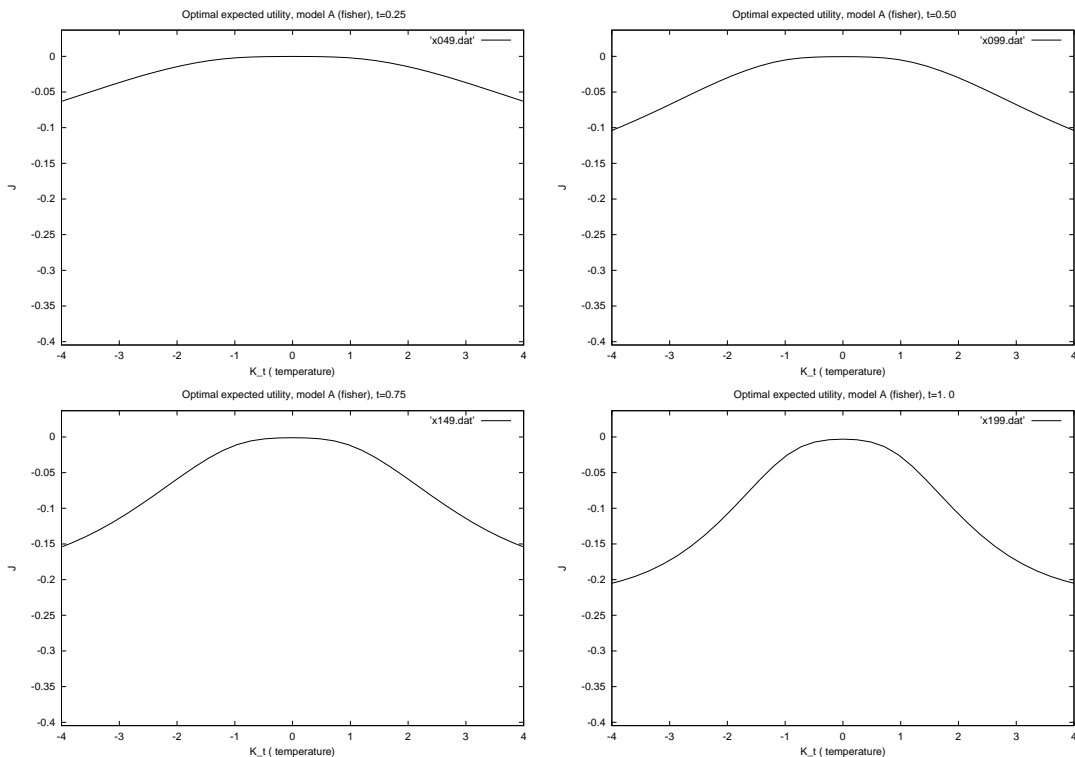 Optimal expected utility, model A (fisher), t=0.25
'x049.dat'
0
-0.05
-0.1
-0.15
-0.2
-0.25
-0.3
-0.35
-0.4
J
-4 -3 -2 -1 0 1 2 3 4
K_t ( temperature)
Optimal expected utility, model A (fisher), t=0.50
'x099.dat'
0
-0.05
-0.1
-0.15
-0.2
-0.25
-0.3
-0.35
-0.4
J
-4 -3 -2 -1 0 1 2 3 4
K_t ( temperature)
Optimal expected utility, model A (fisher), t=0.75
'x149.dat'
0
-0.05
-0.1
-0.15
-0.2
-0.25
-0.3
-0.35
-0.4
J
-4 -3 -2 -1 0 1 2 3 4
K_t ( temperature)
Optimal expected utility, model A (fisher), t=1. 0
'x199.dat'
0
-0.05
-0.1
-0.15
-0.2
-0.25
-0.3
-0.35
-0.4
J
-4 -3 -2 -1 0 1 2 3 4
K_t ( temperature)